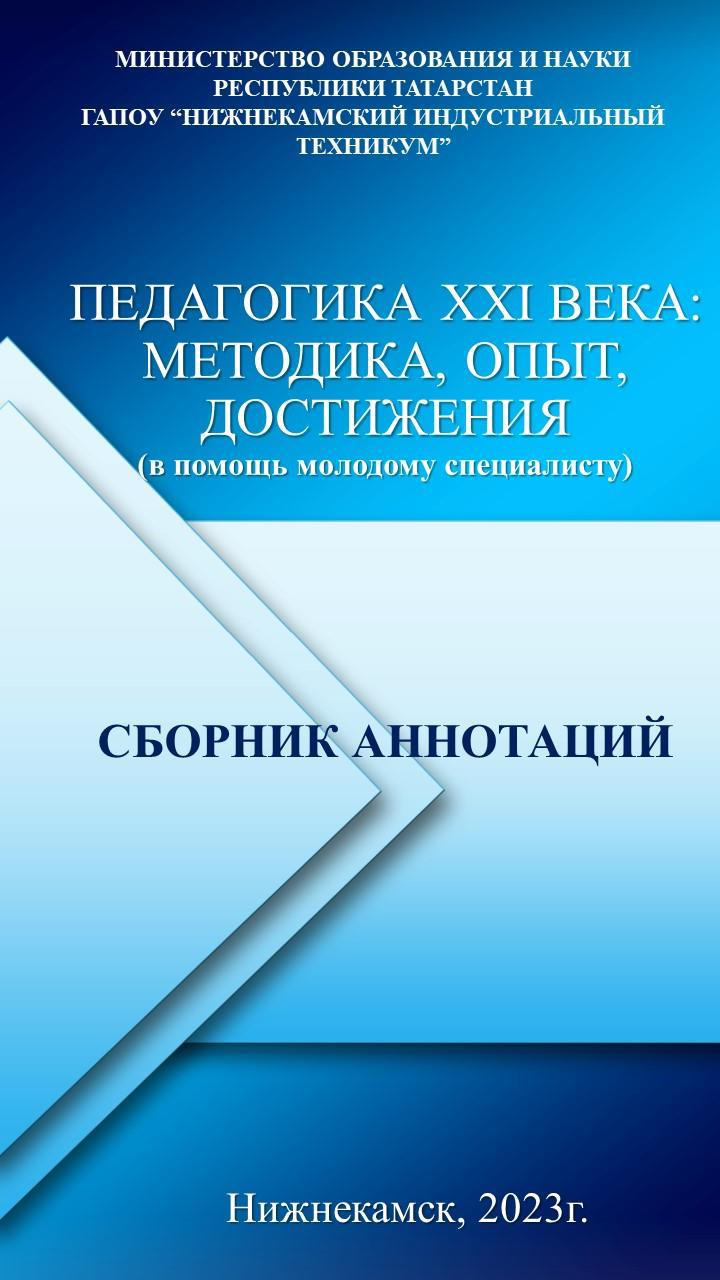 МИНИСТЕРСТВО ОБРАЗОВАНИЯ И НАУКИ
РЕСПУБЛИКИ ТАТАРСТАН
ГАПОУ “НИЖНЕКАМСКИЙ ИНДУСТРИАЛЬНЫЙ
ТЕХНИКУМ”
ПЕДАГОГИКА XXI ВЕКА:
МЕТОДИКА, ОПЫТ,
ДОСТИЖЕНИЯ
(в помощь молодому специалисту)
СБОРНИК АННОТАЦИЙ
Нижнекамск, 2023г.